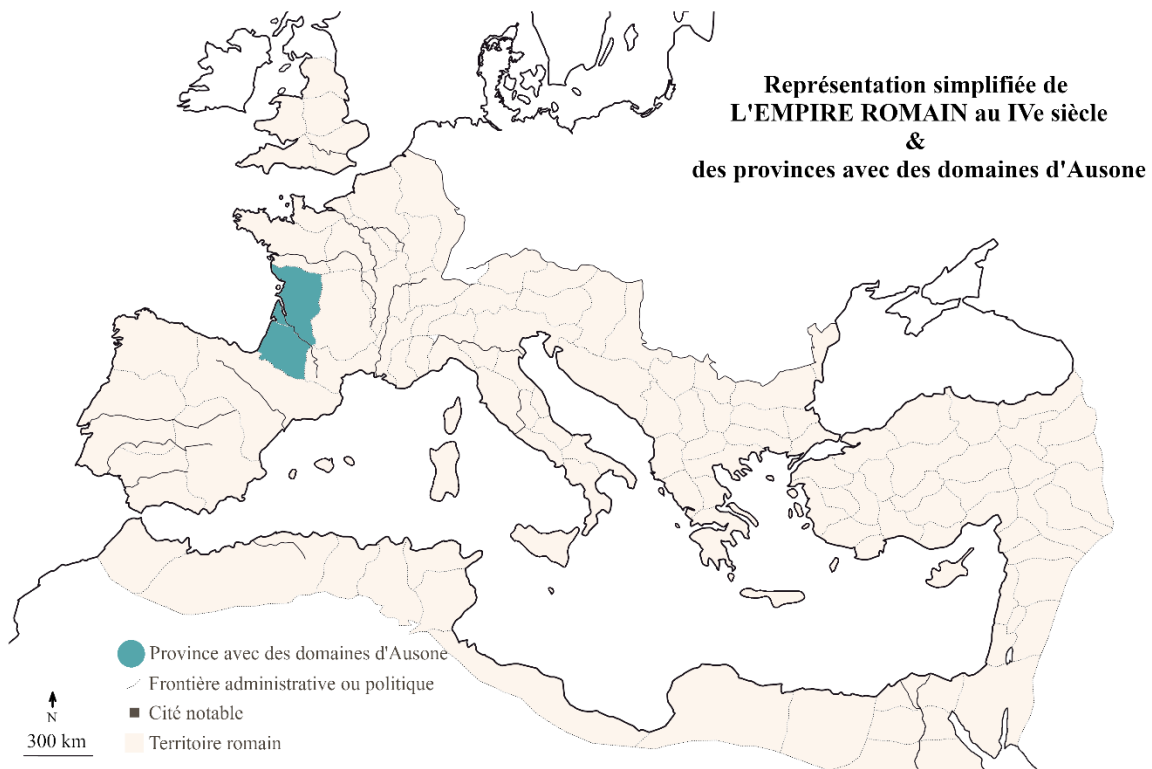 Représentation simplifiée de
L'EMPIRE ROMAIN au IVe siècle
&
des provinces avec des domaines d'Ausone
Province avec des domaines d'Ausone
Frontière administrative ou politique
Cité notable
Territoire romain
N
300 km